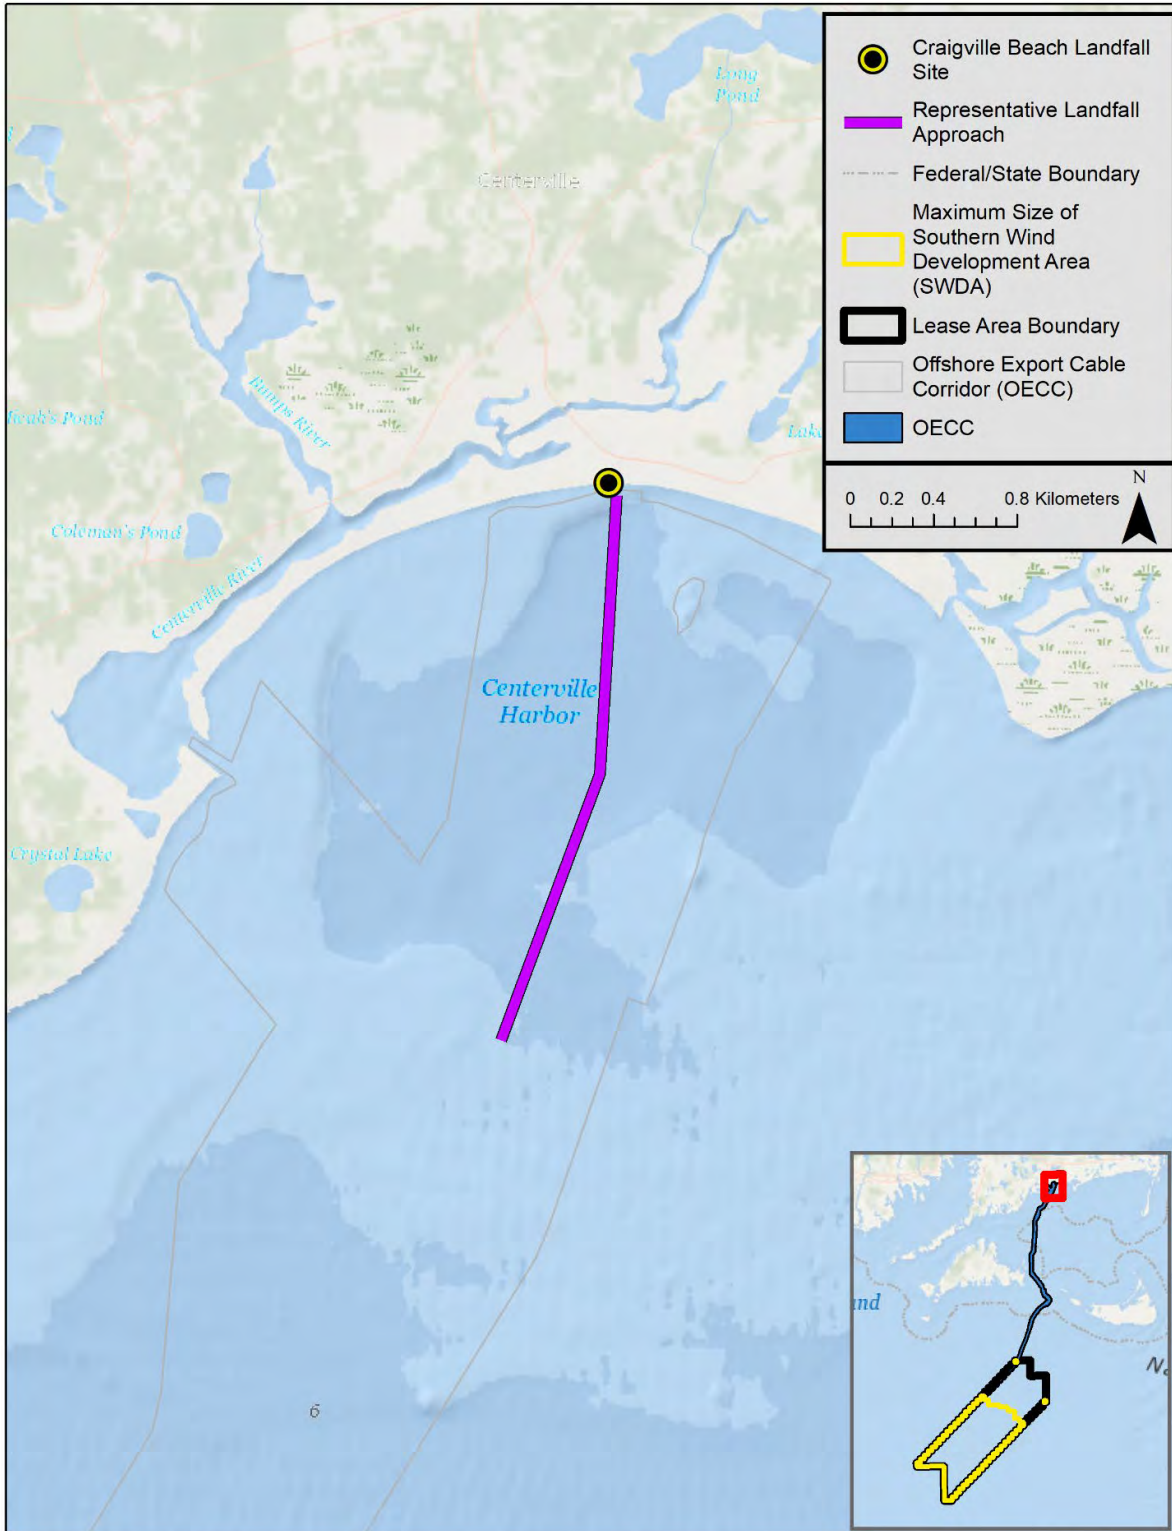 Long
Pond
Centerville
Bumps River
Coleman's Pond
Centerville River
Lake
Centerville
Harbor
Crystal Lake
6
Craigville Beach Landfall
Site
Representative Landfall
Approach
Federal/State Boundary
Maximum Size of
Southern Wind
Development Area
(SWDA)
Lease Area Boundary
Offshore Export Cable
Corridor (OECC)
OECC
0 0.2 0.4 0.8 Kilometers
N